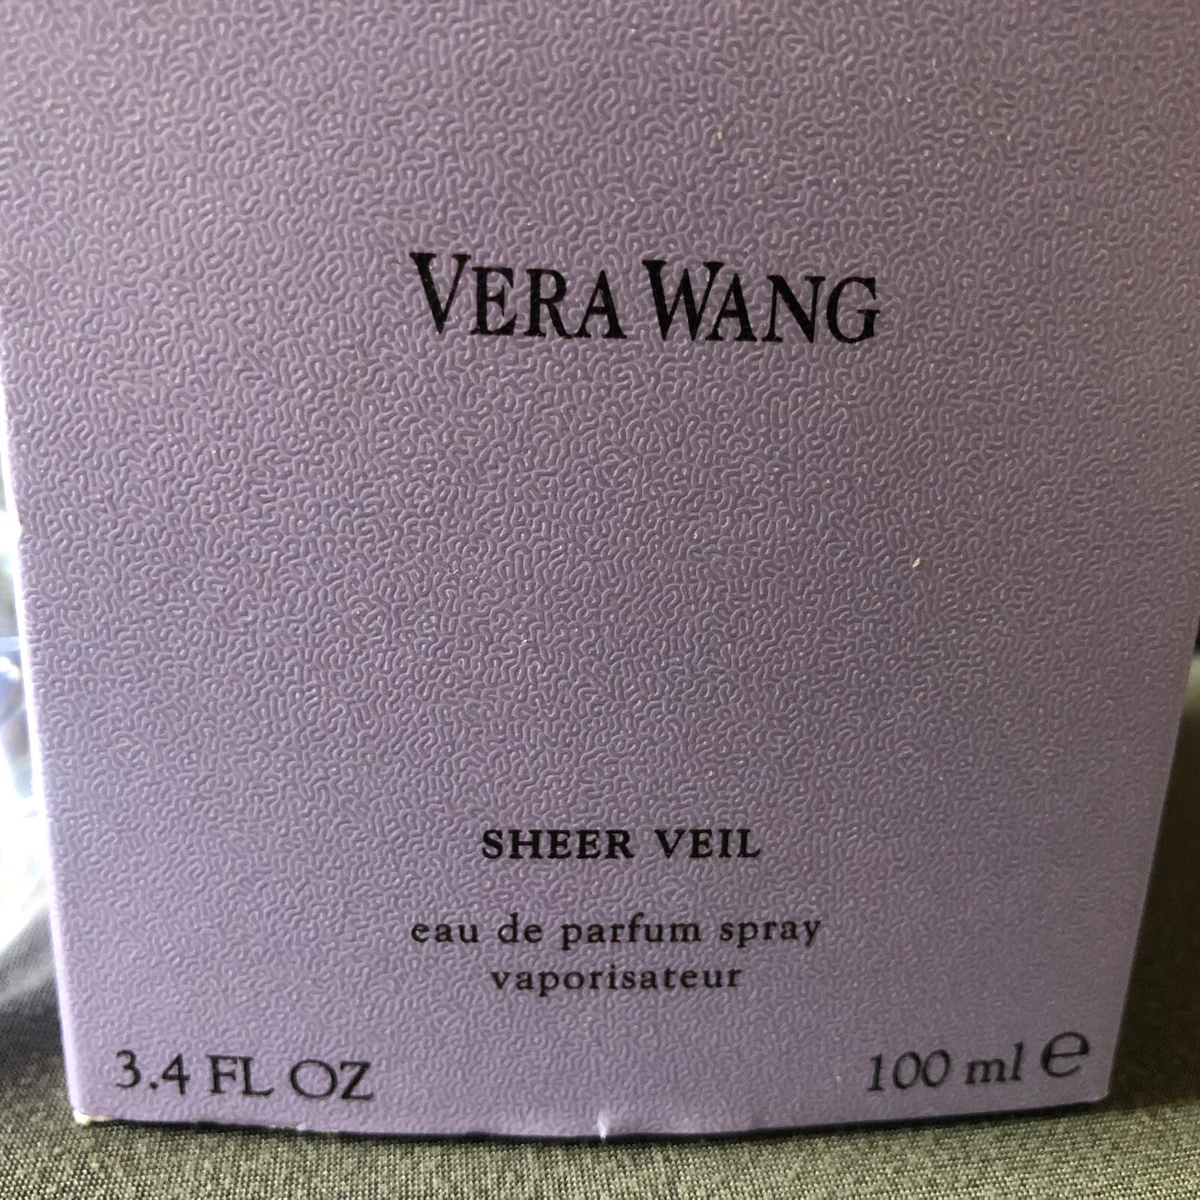 VERA WANG
SHEER VEIL
eau de parfum spray
vaporisateur
3.4 FL OZ
100 ml ℮